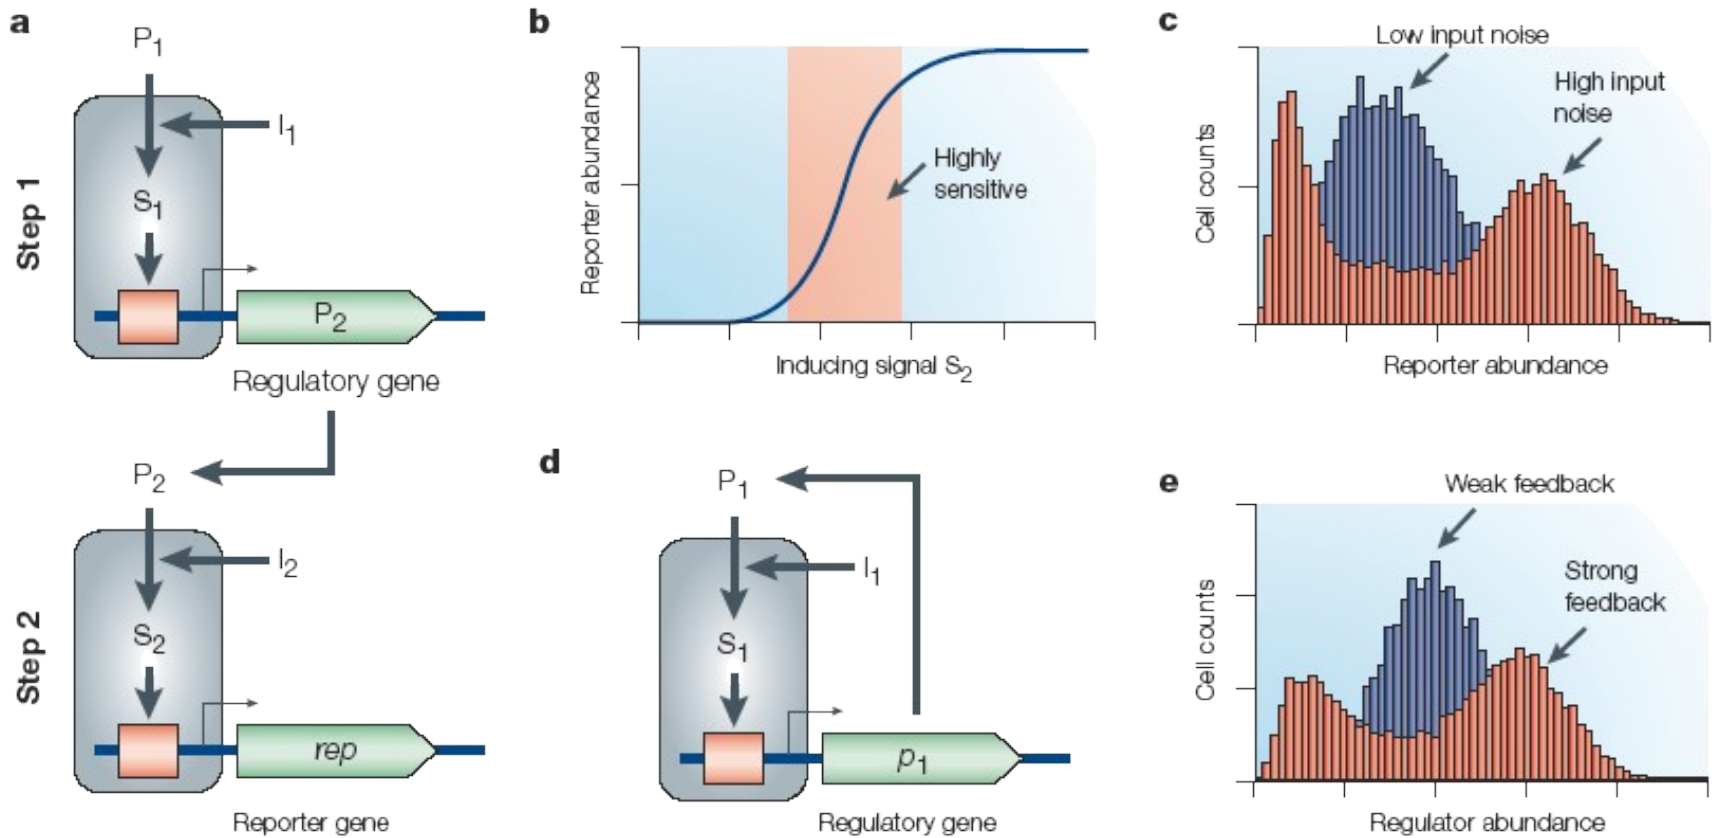 a
P1
I1
S1
Step 1
P2
Regulatory gene
P2
I2
S2
Step 2
rep
Reporter gene
b
Reporter abundance
Highly
sensitive
Inducing signal S2
c
Low input noise
High input
noise
Cell counts
Reporter abundance
d
P1
I1
S1
p1
Regulatory gene
e
Weak feedback
Strong
feedback
Cell counts
Regulator abundance